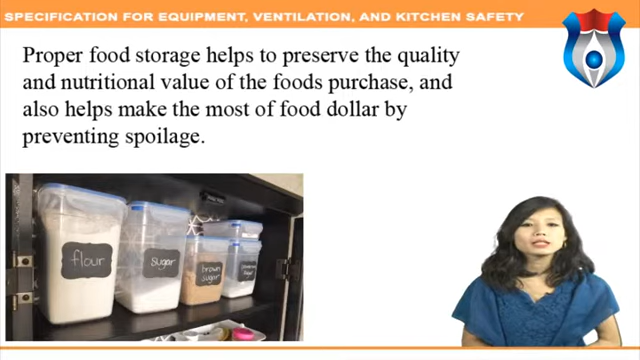 SPECIFICATION FOR EQUIPMENT, VENTILATION, AND KITCHEN SAFETY
Proper food storage helps to preserve the quality
and nutritional value of the foods purchase, and
also helps make the most of food dollar by
preventing spoilage.
flour
sugar
brown
sugar